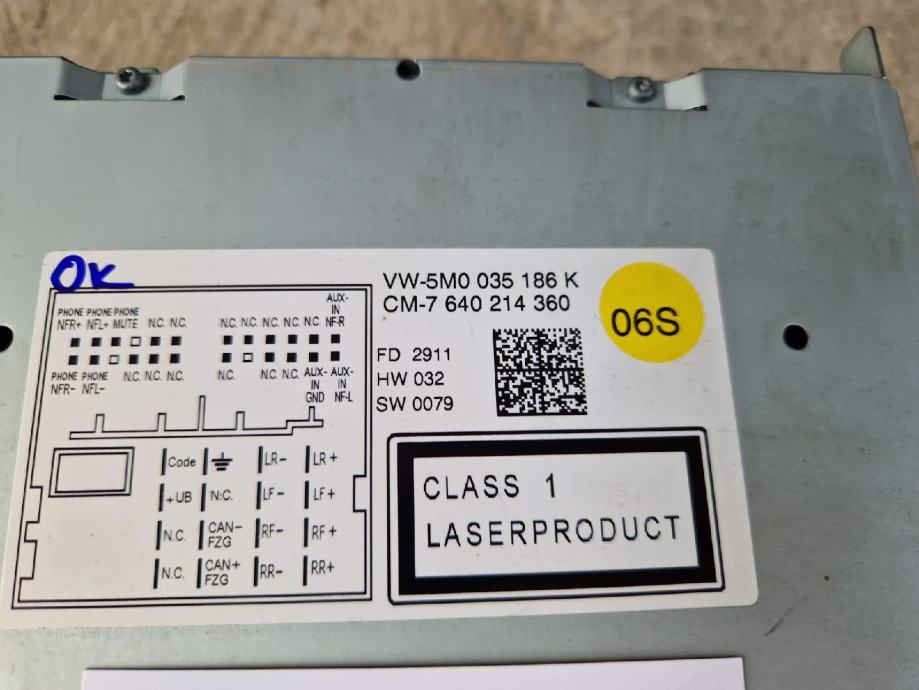 OK
VW-5M0 035 186 K
CM-7 640 214 360
06S
FD 2911
HW 032
SW 0079
PHONE PHONE PHONE
NFR+ NFL+ MUTE N.C. N.C.
N.C. N.C. N.C. N.C. N.C.
AUX-
IN
NF-R
PHONE PHONE
NFR- NFL-
N.C. N.C. N.C.
N.C. N.C. N.C.
AUX- AUX-
IN IN
GND NF-L
Code LR- LR+
+UB N.C. LF- LF+
N.C. CAN-
FZG RF- RF+
N.C. CAN+
FZG RR- RR+
CLASS 1
LASERPRODUCT